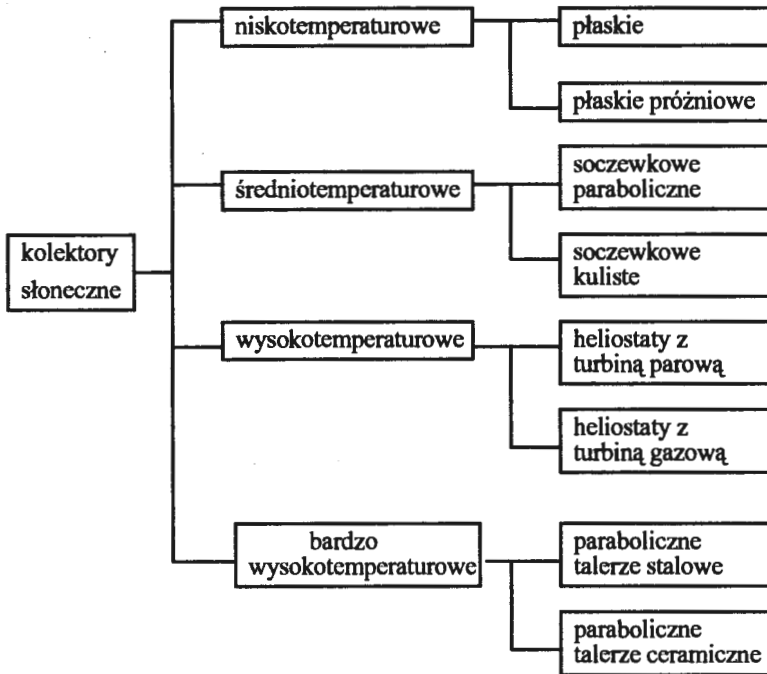 kolektory
słoneczne
niskotemperaturowe
płaskie
płaskie próżniowe
średniotemperaturowe
soczewkowe
paraboliczne
soczewkowe
kuliste
wysokotemperaturowe
heliostaty z
turbiną parową
heliostaty z
turbiną gazową
bardzo
wysokotemperaturowe
paraboliczne
talerze stalowe
paraboliczne
talerze ceramiczne